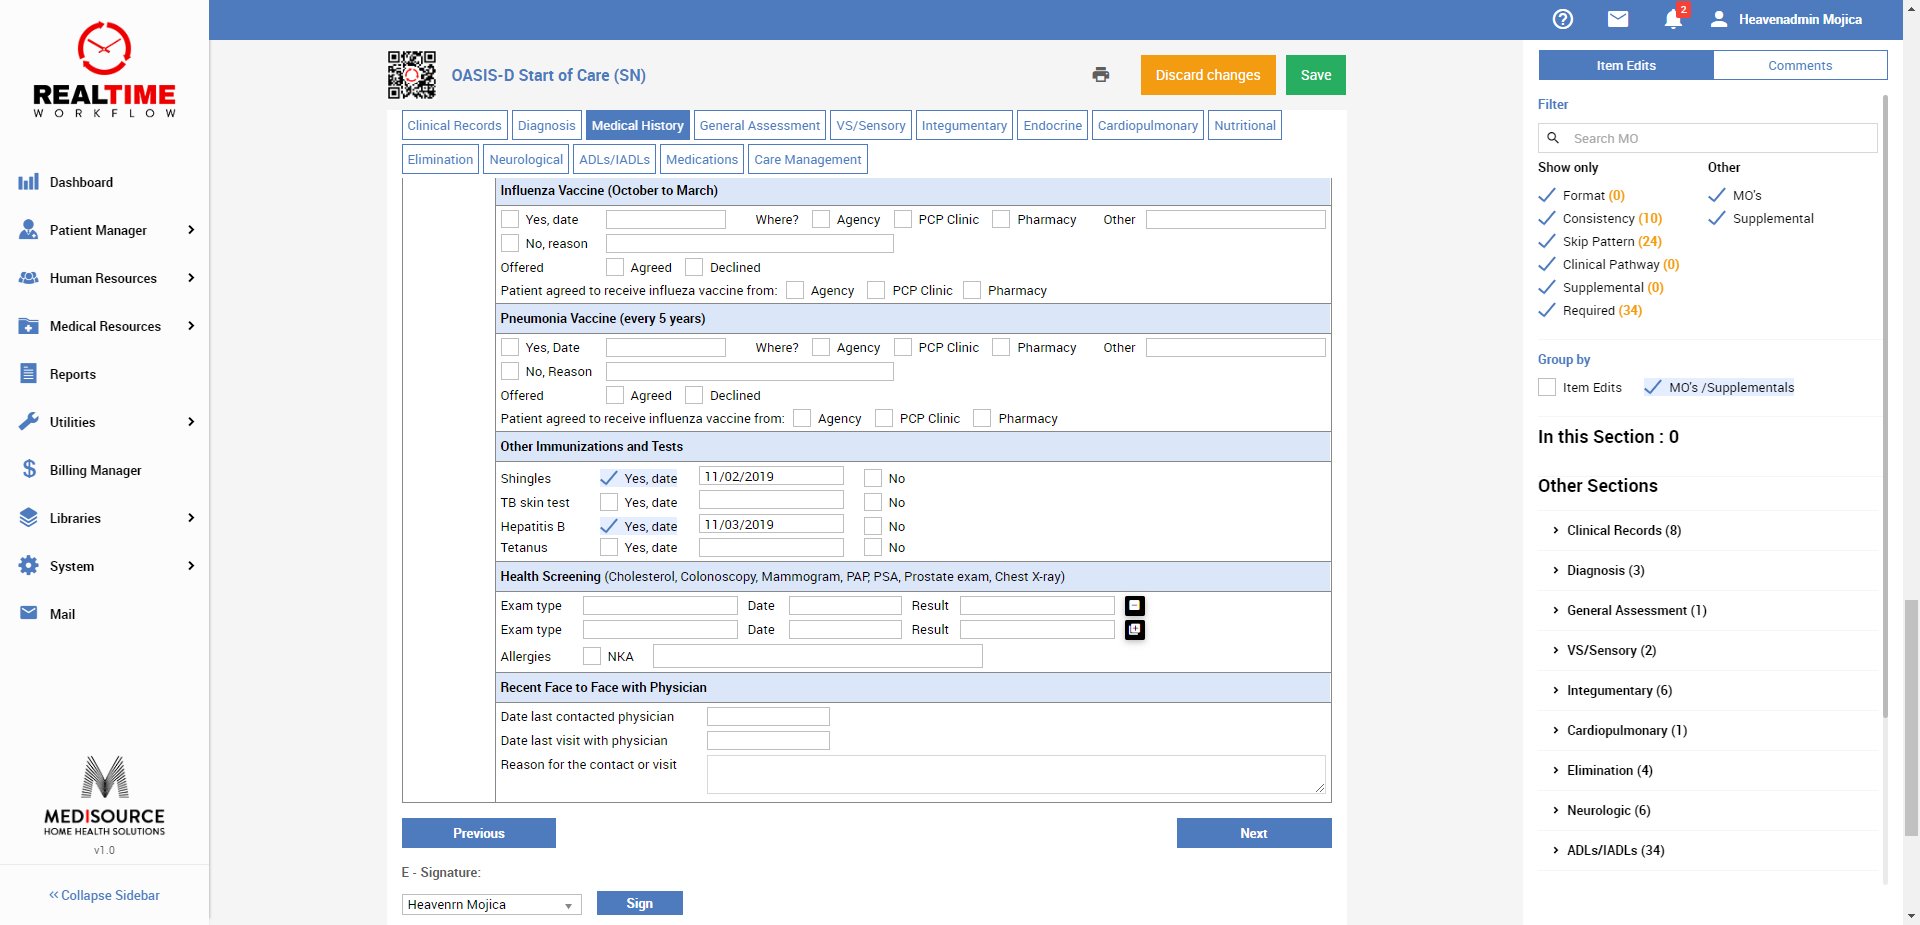 REALTIME
WORKFLOW
Dashboard
Patient Manager
Human Resources
Medical Resources
Reports
Utilities
Billing Manager
Libraries
System
Mail
MEDISOURCE
HOME HEALTH SOLUTIONS
v1.0
Collapse Sidebar
2
Heavenadmin Mojica
OASIS-D Start of Care (SN)
Discard changes
Save
Clinical Records
Diagnosis
Medical History
General Assessment
VS/Sensory
Integumentary
Endocrine
Cardiopulmonary
Nutritional
Elimination
Neurological
ADLs/IADLs
Medications
Care Management
Influenza Vaccine (October to March)
Yes, date Where? Agency PCP Clinic Pharmacy Other
No, reason
Offered Agreed Declined
Patient agreed to receive influeza vaccine from: Agency PCP Clinic Pharmacy
Pneumonia Vaccine (every 5 years)
Yes, Date Where? Agency PCP Clinic Pharmacy Other
No, Reason
Offered Agreed Declined
Patient agreed to receive influenza vaccine from: Agency PCP Clinic Pharmacy
Other Immunizations and Tests
Shingles Yes, date 11/02/2019 No
TB skin test Yes, date No
Hepatitis B Yes, date 11/03/2019 No
Tetanus Yes, date No
Health Screening (Cholesterol, Colonoscopy, Mammogram, PAP, PSA, Prostate exam, Chest X-ray)
Exam type Date Result
Exam type Date Result
Allergies NKA
Recent Face to Face with Physician
Date last contacted physician
Date last visit with physician
Reason for the contact or visit
Previous
Next
E - Signature:
Heavenrn Mojica
Sign
Item Edits
Comments
Filter
Search MO
Show only Other
Format (0) MO's
Consistency (10) Supplemental
Skip Pattern (24)
Clinical Pathway (0)
Supplemental (0)
Required (34)
Group by
Item Edits MO's /Supplementals
In this Section : 0
Other Sections
Clinical Records (8)
Diagnosis (3)
General Assessment (1)
VS/Sensory (2)
Integumentary (6)
Cardiopulmonary (1)
Elimination (4)
Neurologic (6)
ADLs/IADLs (34)